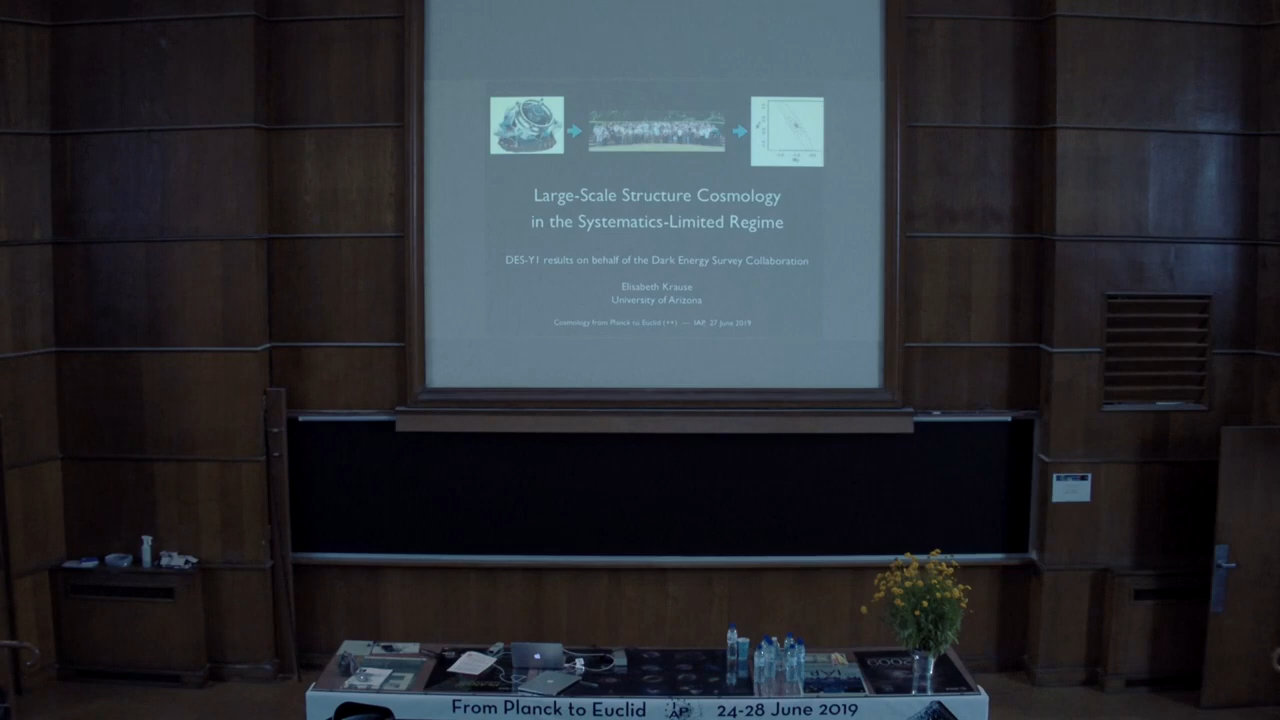 Large-Scale Structure Cosmology
in the Systematics-Limited Regime
DES-Y1 results on behalf of the Dark Energy Survey Collaboration
Elisabeth Krause
University of Arizona
Cosmology from Planck to Euclid (++) — IAP, 27 June 2019
From Planck to Euclid IAP 24-28 June 2019